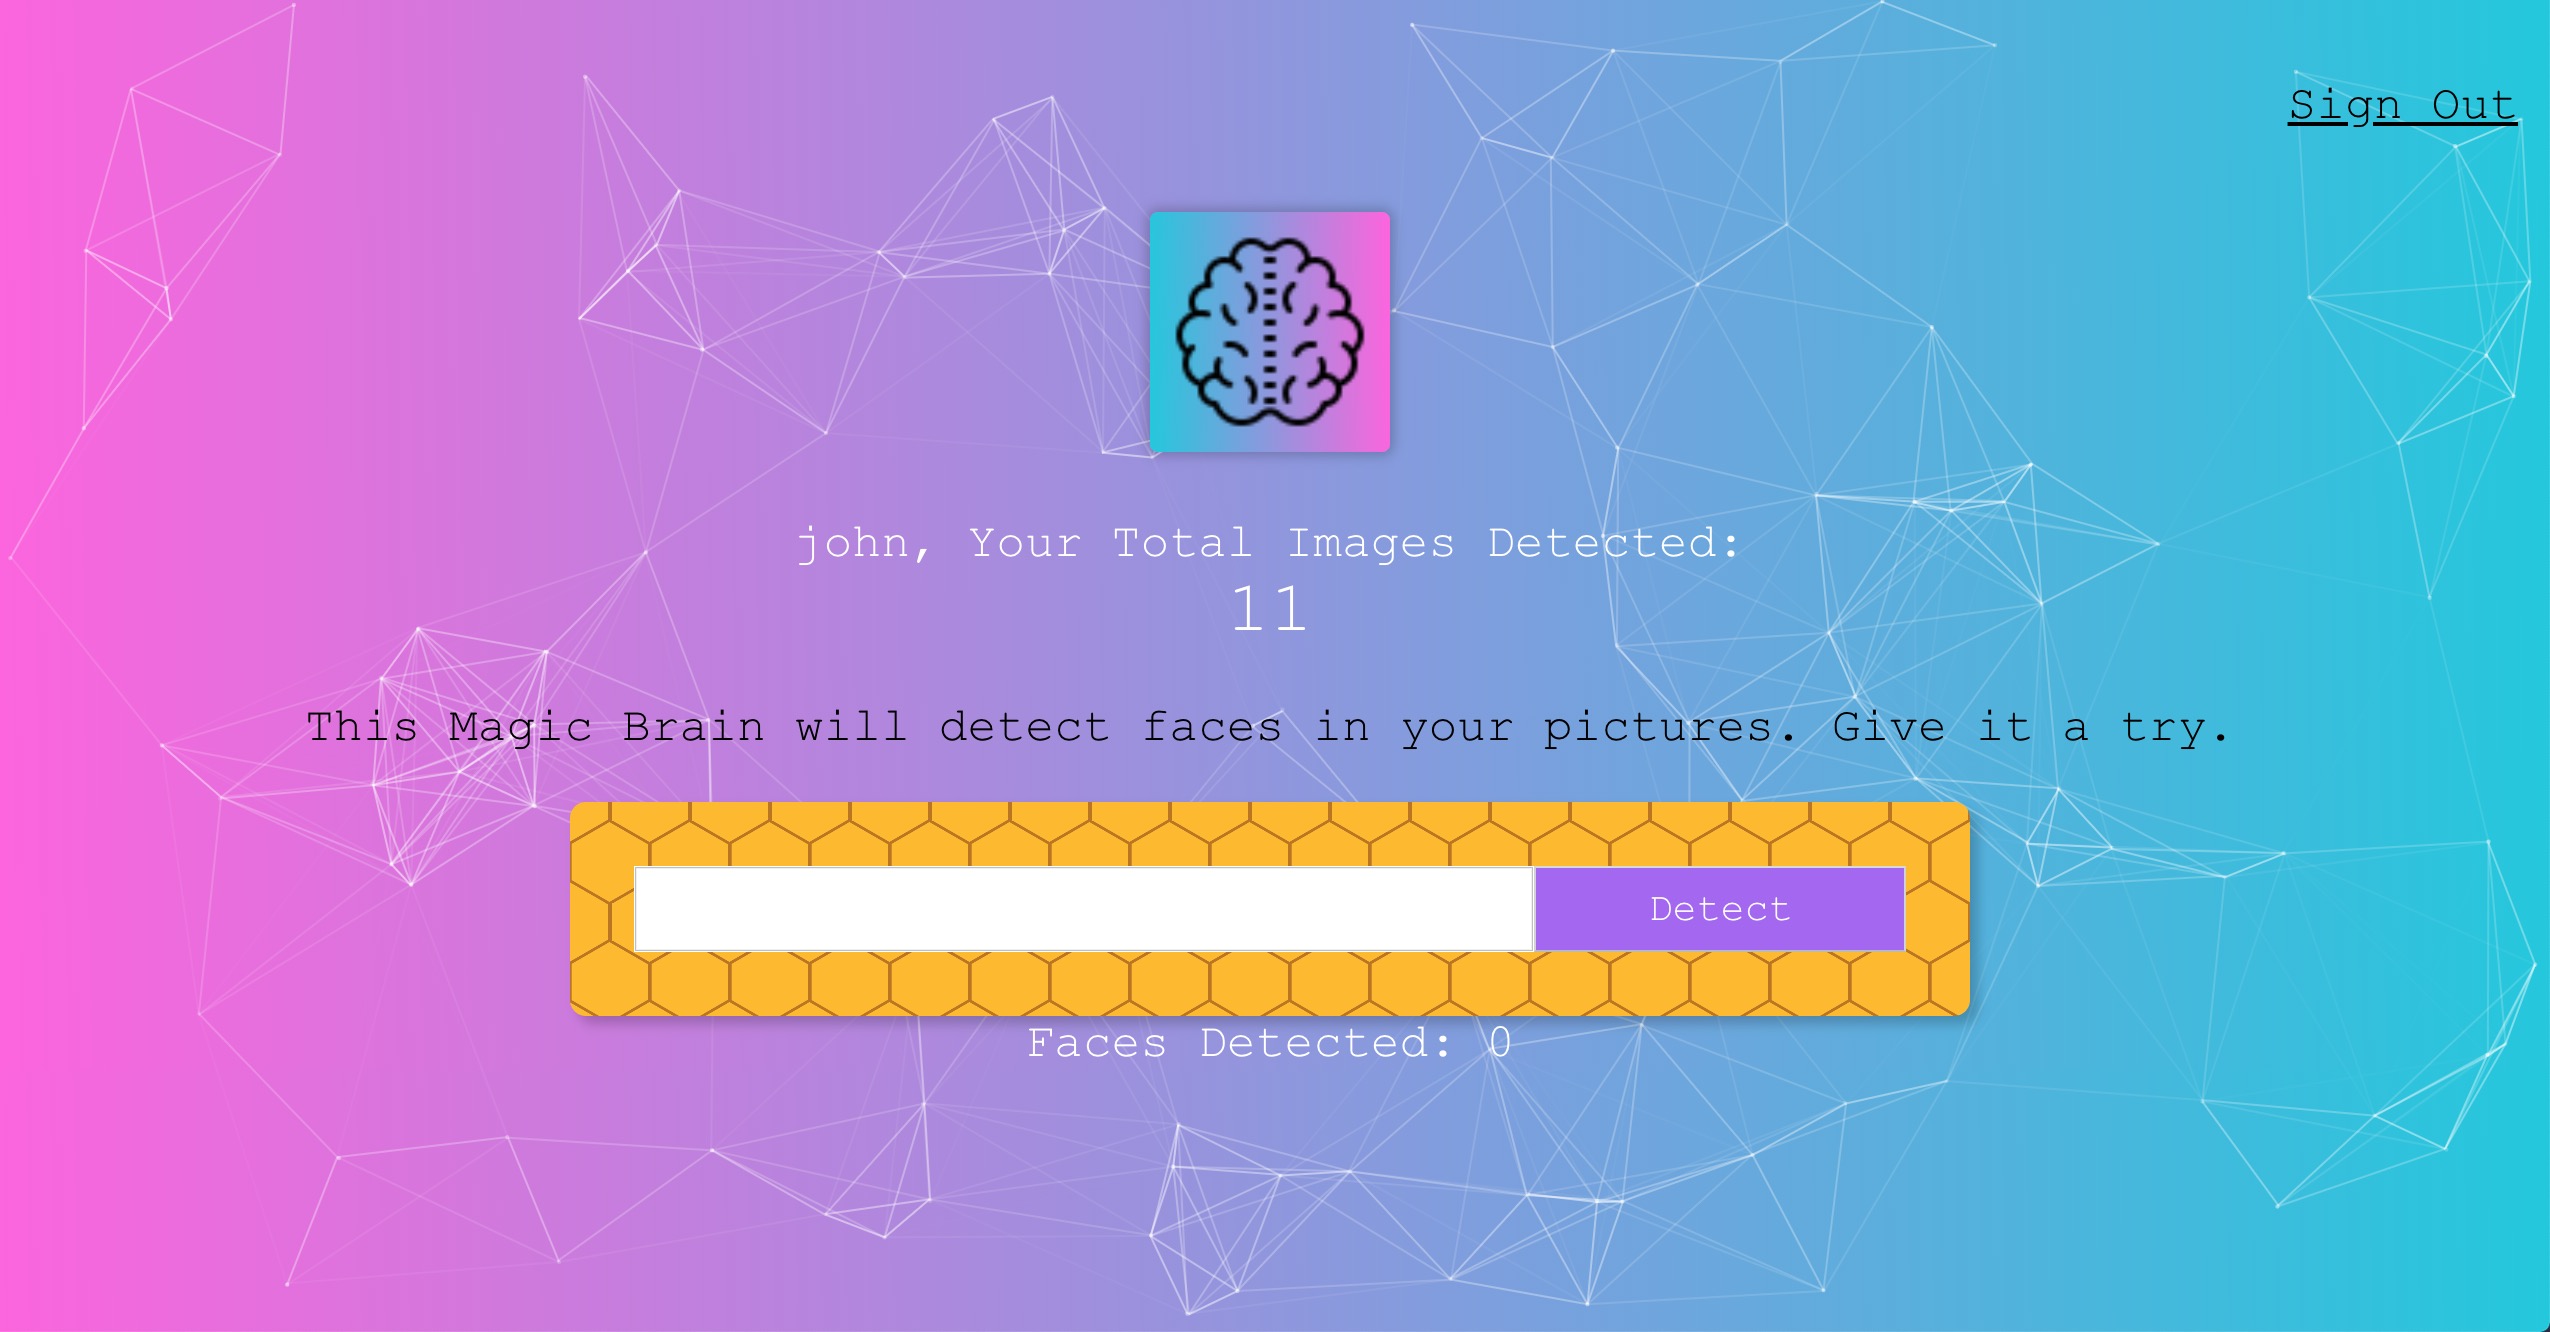 Sign Out
john, Your Total Images Detected:
11
This Magic Brain will detect faces in your pictures. Give it a try.
Detect
Faces Detected: 0